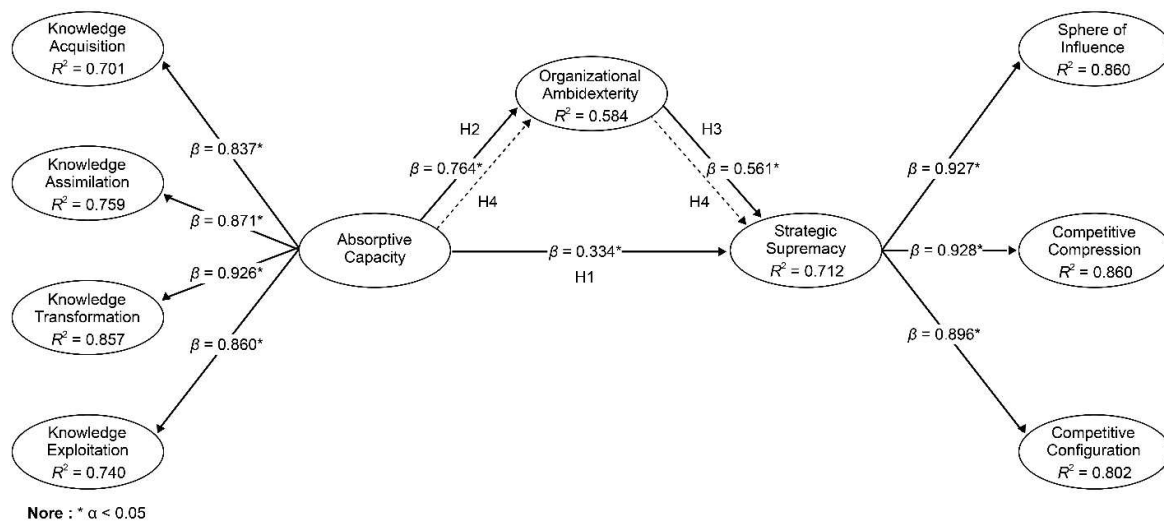 Knowledge
Acquisition
R² = 0.701
Knowledge
Assimilation
R² = 0.759
Knowledge
Transformation
R² = 0.857
Knowledge
Exploitation
R² = 0.740
β = 0.837*
β = 0.871*
β = 0.926*
β = 0.860*
Absorptive
Capacity
H2
β = 0.764*
H4
Organizational
Ambidexterity
R² = 0.584
H3
β = 0.561*
H4
β = 0.334*
H1
Strategic
Supremacy
R² = 0.712
β = 0.927*
β = 0.928*
β = 0.896*
Sphere of
Influence
R² = 0.860
Competitive
Compression
R² = 0.860
Competitive
Configuration
R² = 0.802
Nore : * α < 0.05